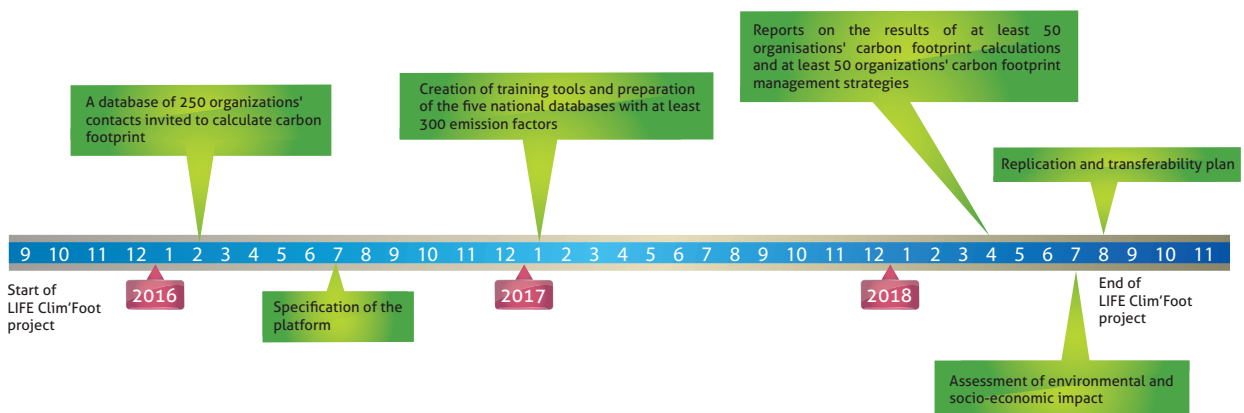 Reports on the results of at least 50
organisations' carbon footprint calculations
and at least 50 organizations' carbon footprint
management strategies
A database of 250 organizations'
contacts invited to calculate carbon
footprint
Creation of training tools and preparation
of the five national databases with at least
300 emission factors
Replication and transferability plan
9 10 11 12 1 2 3 4 5 6 7 8 9 10 11 12 1 2 3 4 5 6 7 8 9 10 11 12 1 2 3 4 5 6 7 8 9 10 11
Start of
LIFE Clim'Foot
project
2016
Specification of the
platform
2017
2018
End of
LIFE Clim'Foot
project
Assessment of environmental and
socio-economic impact